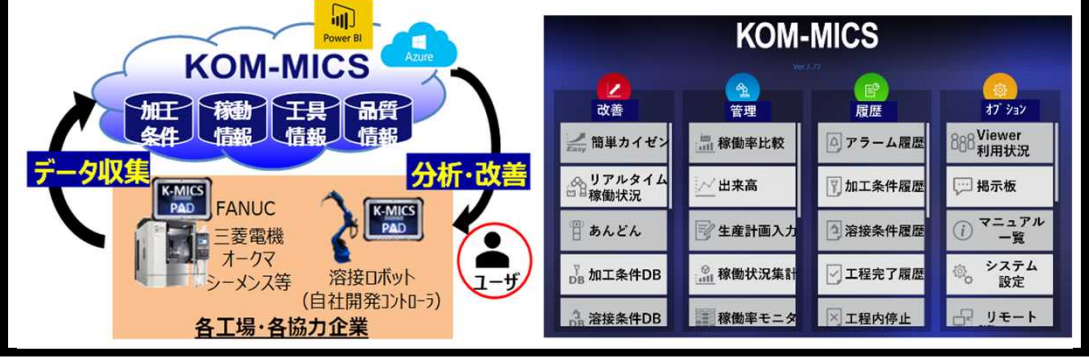 Power BI
Azure
KOM-MICS
加工
条件
稼動
情報
工具
情報
品質
情報
データ収集
分析・改善
K-MICS
PAD
FANUC
三菱電機
オークマ
シーメンス等
K-MICS
PAD
溶接ロボット
(自社開発コントローラ)
ユーザ
各工場・各協力企業
KOM-MICS
改善
簡単カイゼン
Easy
リアルタイム
稼働状況
あんどん
加工条件DB
DB
溶接条件DB
DB
管理
稼働率比較
出来高
生産計画入力
稼働状況集計
稼働率モニタ
履歴
アラーム履歴
加工条件履歴
溶接条件履歴
工程完了履歴
工程内停止
オプション
Viewer
利用状況
掲示板
マニュアル
一覧
システム
設定
リモート